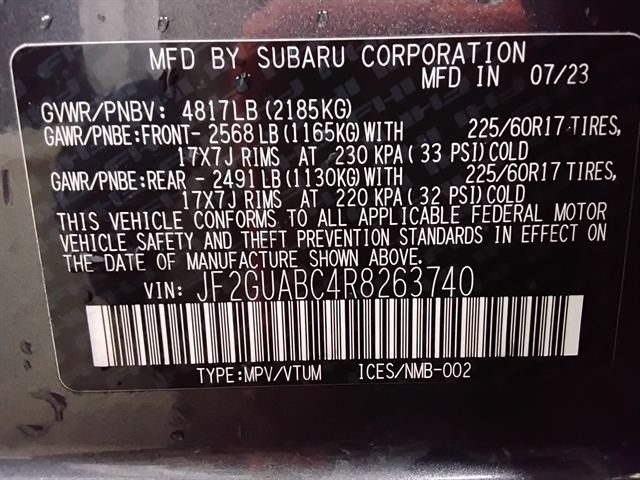 MFD BY SUBARU CORPORATION
MFD IN 07/23
GVWR/PNBV: 4817LB (2185KG)
GAWR/PNBE:FRONT- 2568 LB (1165KG) WITH 225/60R17 TIRES,
17X7J RIMS AT 230 KPA ( 33 PSI) COLD
GAWR/PNBE:REAR - 2491 LB (1130KG) WITH 225/60R17 TIRES,
17X7J RIMS AT 220 KPA ( 32 PSI) COLD
THIS VEHICLE CONFORMS TO ALL APPLICABLE FEDERAL MOTOR
VEHICLE SAFETY AND THEFT PREVENTION STANDARDS IN EFFECT ON
THE DATE OF MANUFACTURE SHOWN ABOVE.
VIN: JF2GUABC4R8263740
TYPE:MPV/VTUM ICES/NMB-002